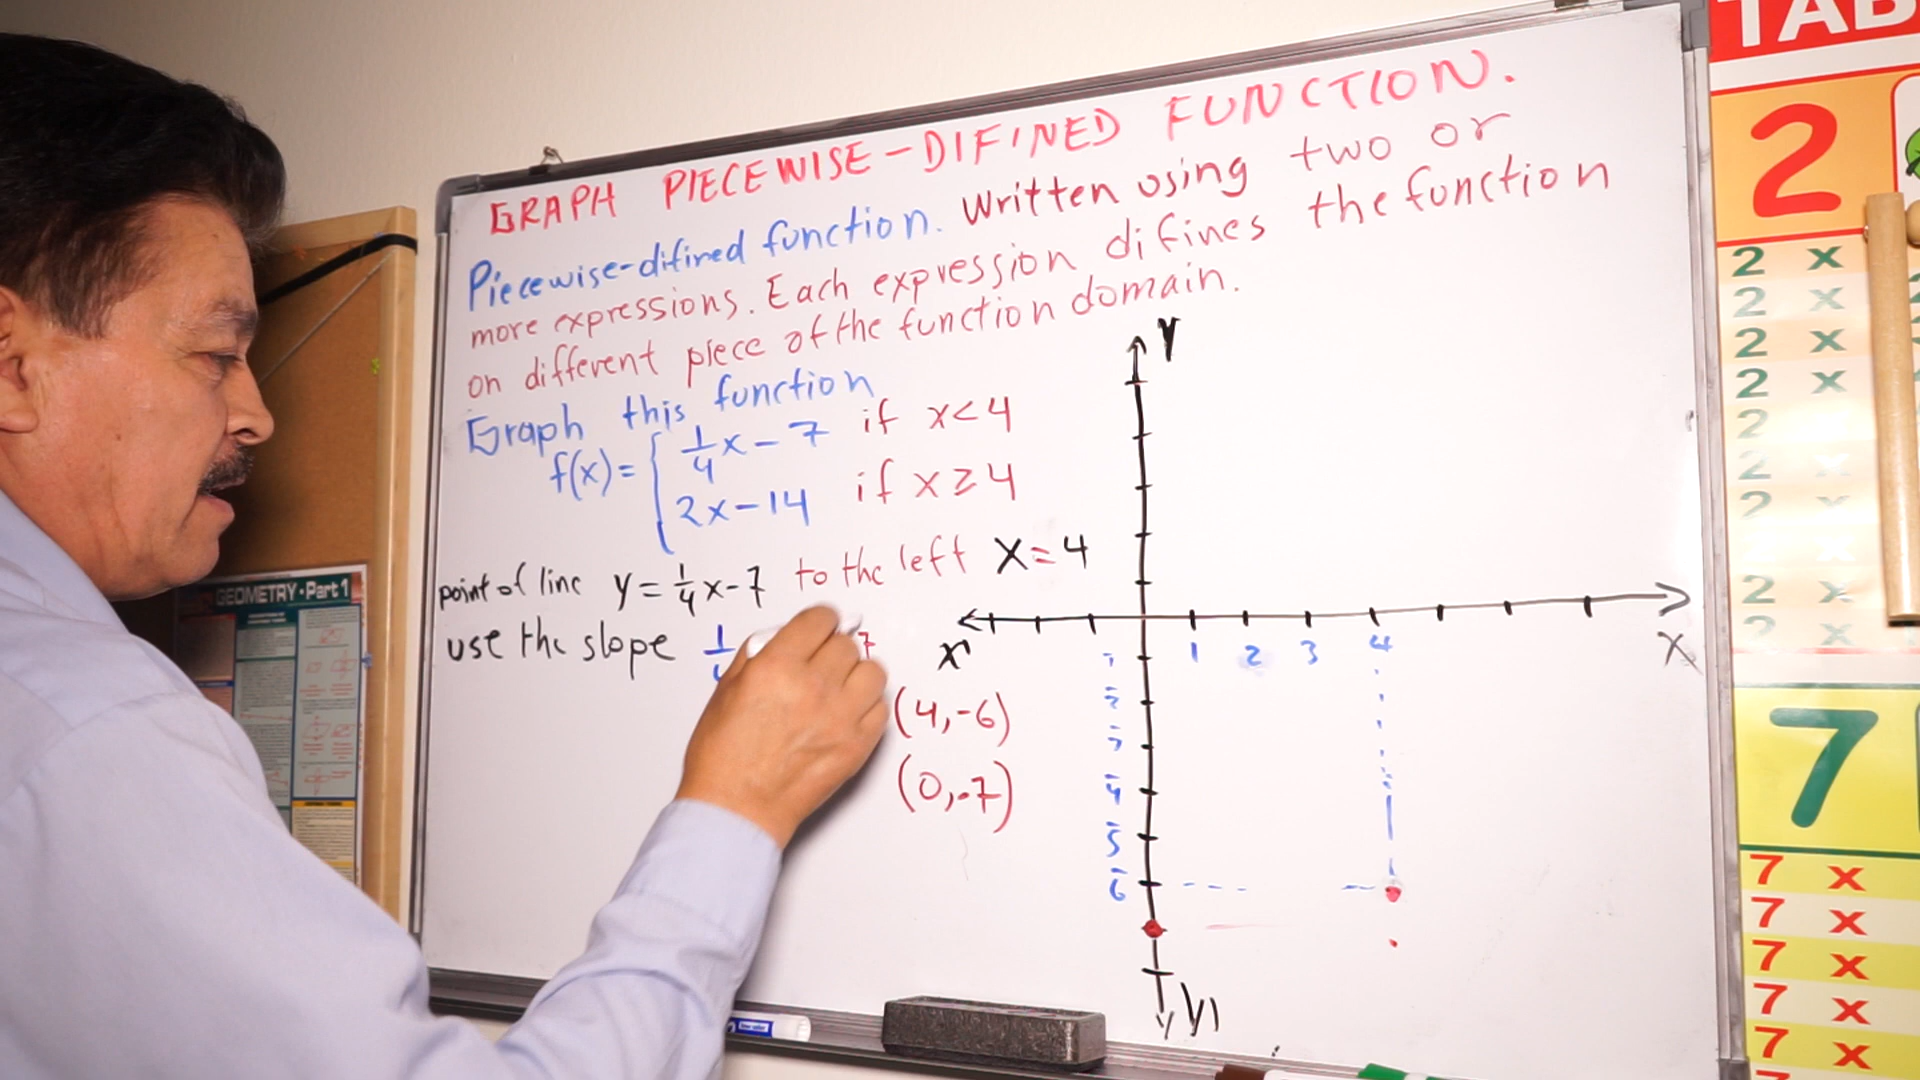 GRAPH PIECEWISE-DIFINED FUNCTION.
Piecewise-difined function. Written using two or
more expressions. Each expression difines the function
on different piece of the function domain.
Graph this function
f(x) = { 1/4 x - 7 if x < 4
2x - 14 if x ≥ 4
point of line y = 1/4 x - 7 to the left X = 4
use the slope 1
7
(4, -6)
(0, -7)
Y
X' X
1 2 3 4
-4
-5
-6
y'
GEOMETRY • Part 1
TAB
2
2 x
2 x
2 x
2 x
2
2
2
2 x
2 x
7
7 x
7 x
7 x
7 x
7 x